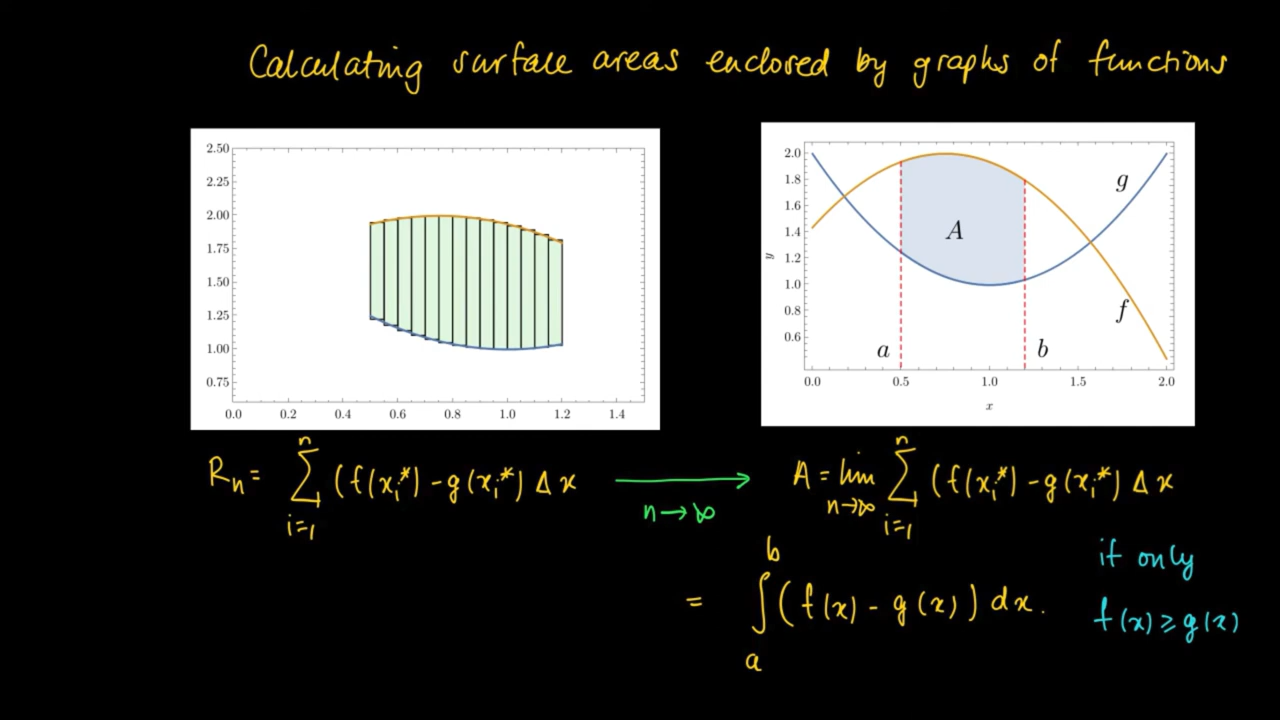 Calculating surface areas enclosed by graphs of functions
2.50
2.25
2.00
1.75
1.50
1.25
1.00
0.75
0.0 0.2 0.4 0.6 0.8 1.0 1.2 1.4
2.0
1.8
1.6
1.4
1.2
1.0
0.8
0.6
y
g
A
f
a
b
0.0 0.5 1.0 1.5 2.0
x
Rₙ = ∑ᵢ₌₁ⁿ (f(xᵢ*) - g(xᵢ*) Δx
n→∞
A = lim n→∞ ∑ᵢ₌₁ⁿ (f(xᵢ*) - g(xᵢ*) Δx
= ∫ₐᵇ (f(x) - g(x)) dx.
if only
f(x) ≥ g(x)